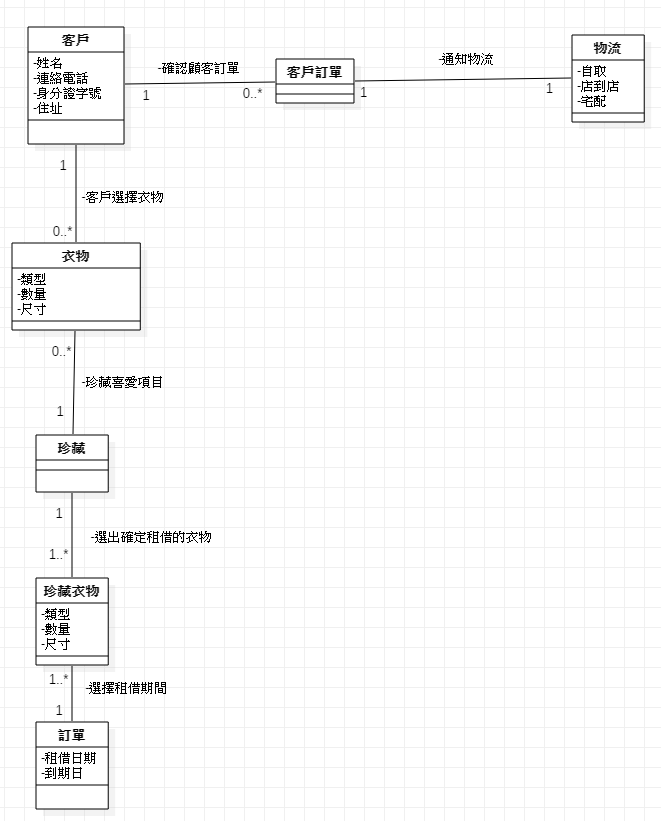 客戶
-姓名
-連絡電話
-身分證字號
-住址
-確認顧客訂單
1
0..*
客戶訂單
-通知物流
1
1
物流
-自取
-店到店
-宅配
1
-客戶選擇衣物
0..*
衣物
-類型
-數量
-尺寸
0..*
-珍藏喜愛項目
1
珍藏
1
-選出確定租借的衣物
1..*
珍藏衣物
-類型
-數量
-尺寸
1..*
-選擇租借期間
1
訂單
-租借日期
-到期日